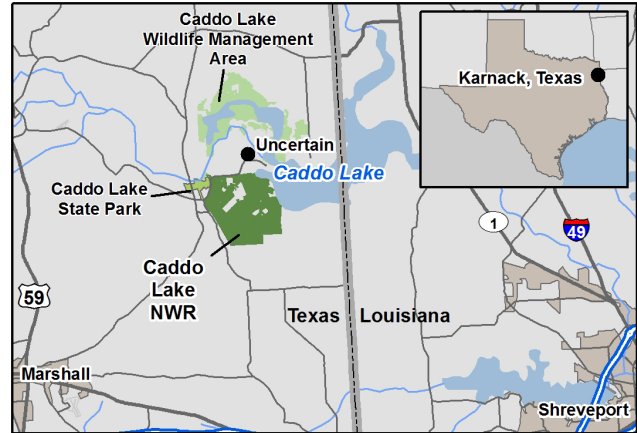 Caddo Lake
Wildlife Management
Area
Karnack, Texas
Uncertain
Caddo Lake
Caddo Lake
State Park
1
49
Caddo
Lake
NWR
59
Texas
Louisiana
Marshall
Shreveport